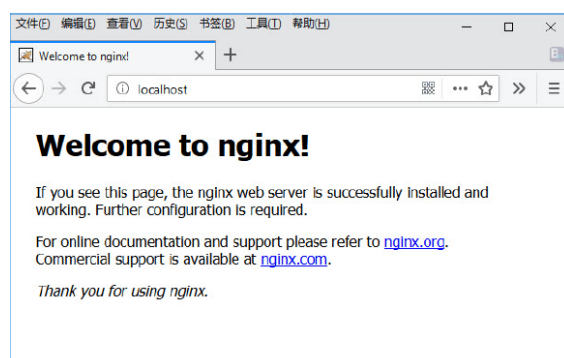 文件(F) 编辑(E) 查看(V) 历史(S) 书签(B) 工具(T) 帮助(H)
Welcome to nginx!
localhost
Welcome to nginx!
If you see this page, the nginx web server is successfully installed and
working. Further configuration is required.
For online documentation and support please refer to nginx.org.
Commercial support is available at nginx.com.
Thank you for using nginx.